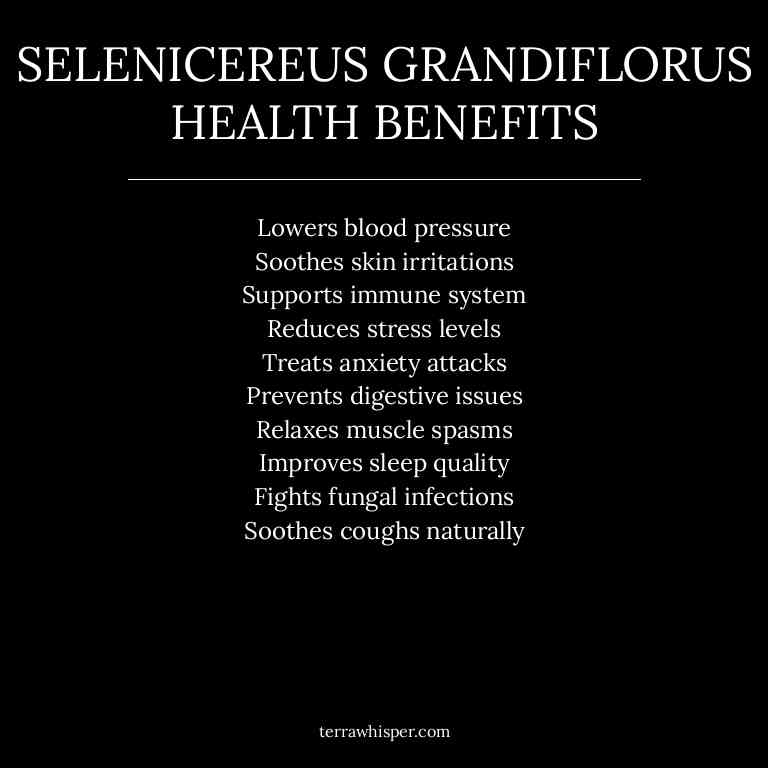 SELENICEREUS GRANDIFLORUS
HEALTH BENEFITS
Lowers blood pressure
Soothes skin irritations
Supports immune system
Reduces stress levels
Treats anxiety attacks
Prevents digestive issues
Relaxes muscle spasms
Improves sleep quality
Fights fungal infections
Soothes coughs naturally
terrawhisper.com